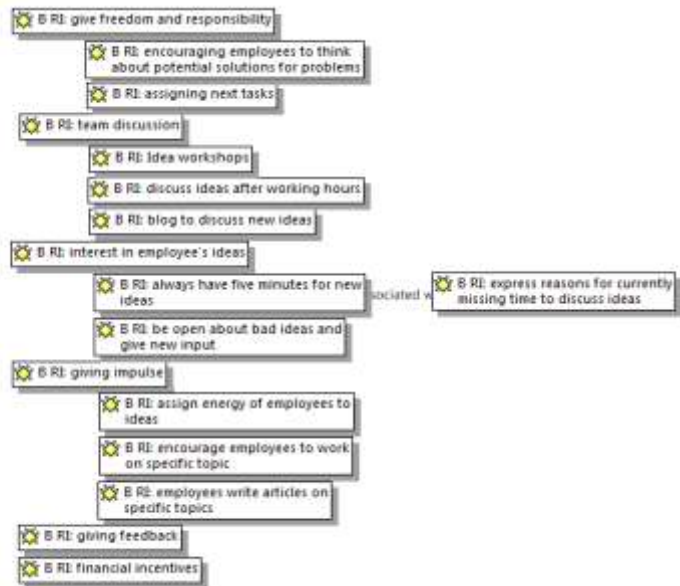 B RI: give freedom and responsibility
B RI: encouraging employees to think
about potential solutions for problems
B RI: assigning next tasks
B RI: team discussion
B RI: Idea workshops
B RI: discuss ideas after working hours
B RI: blog to discuss new ideas
B RI: interest in employee's ideas
B RI: always have five minutes for new
ideas
sociated w
B RI: express reasons for currently
missing time to discuss ideas
B RI: be open about bad ideas and
give new input
B RI: giving impulse
B RI: assign energy of employees to
ideas
B RI: encourage employees to work
on specific topic
B RI: employees write articles on
specific topics
B RI: giving feedback
B RI: financial incentives